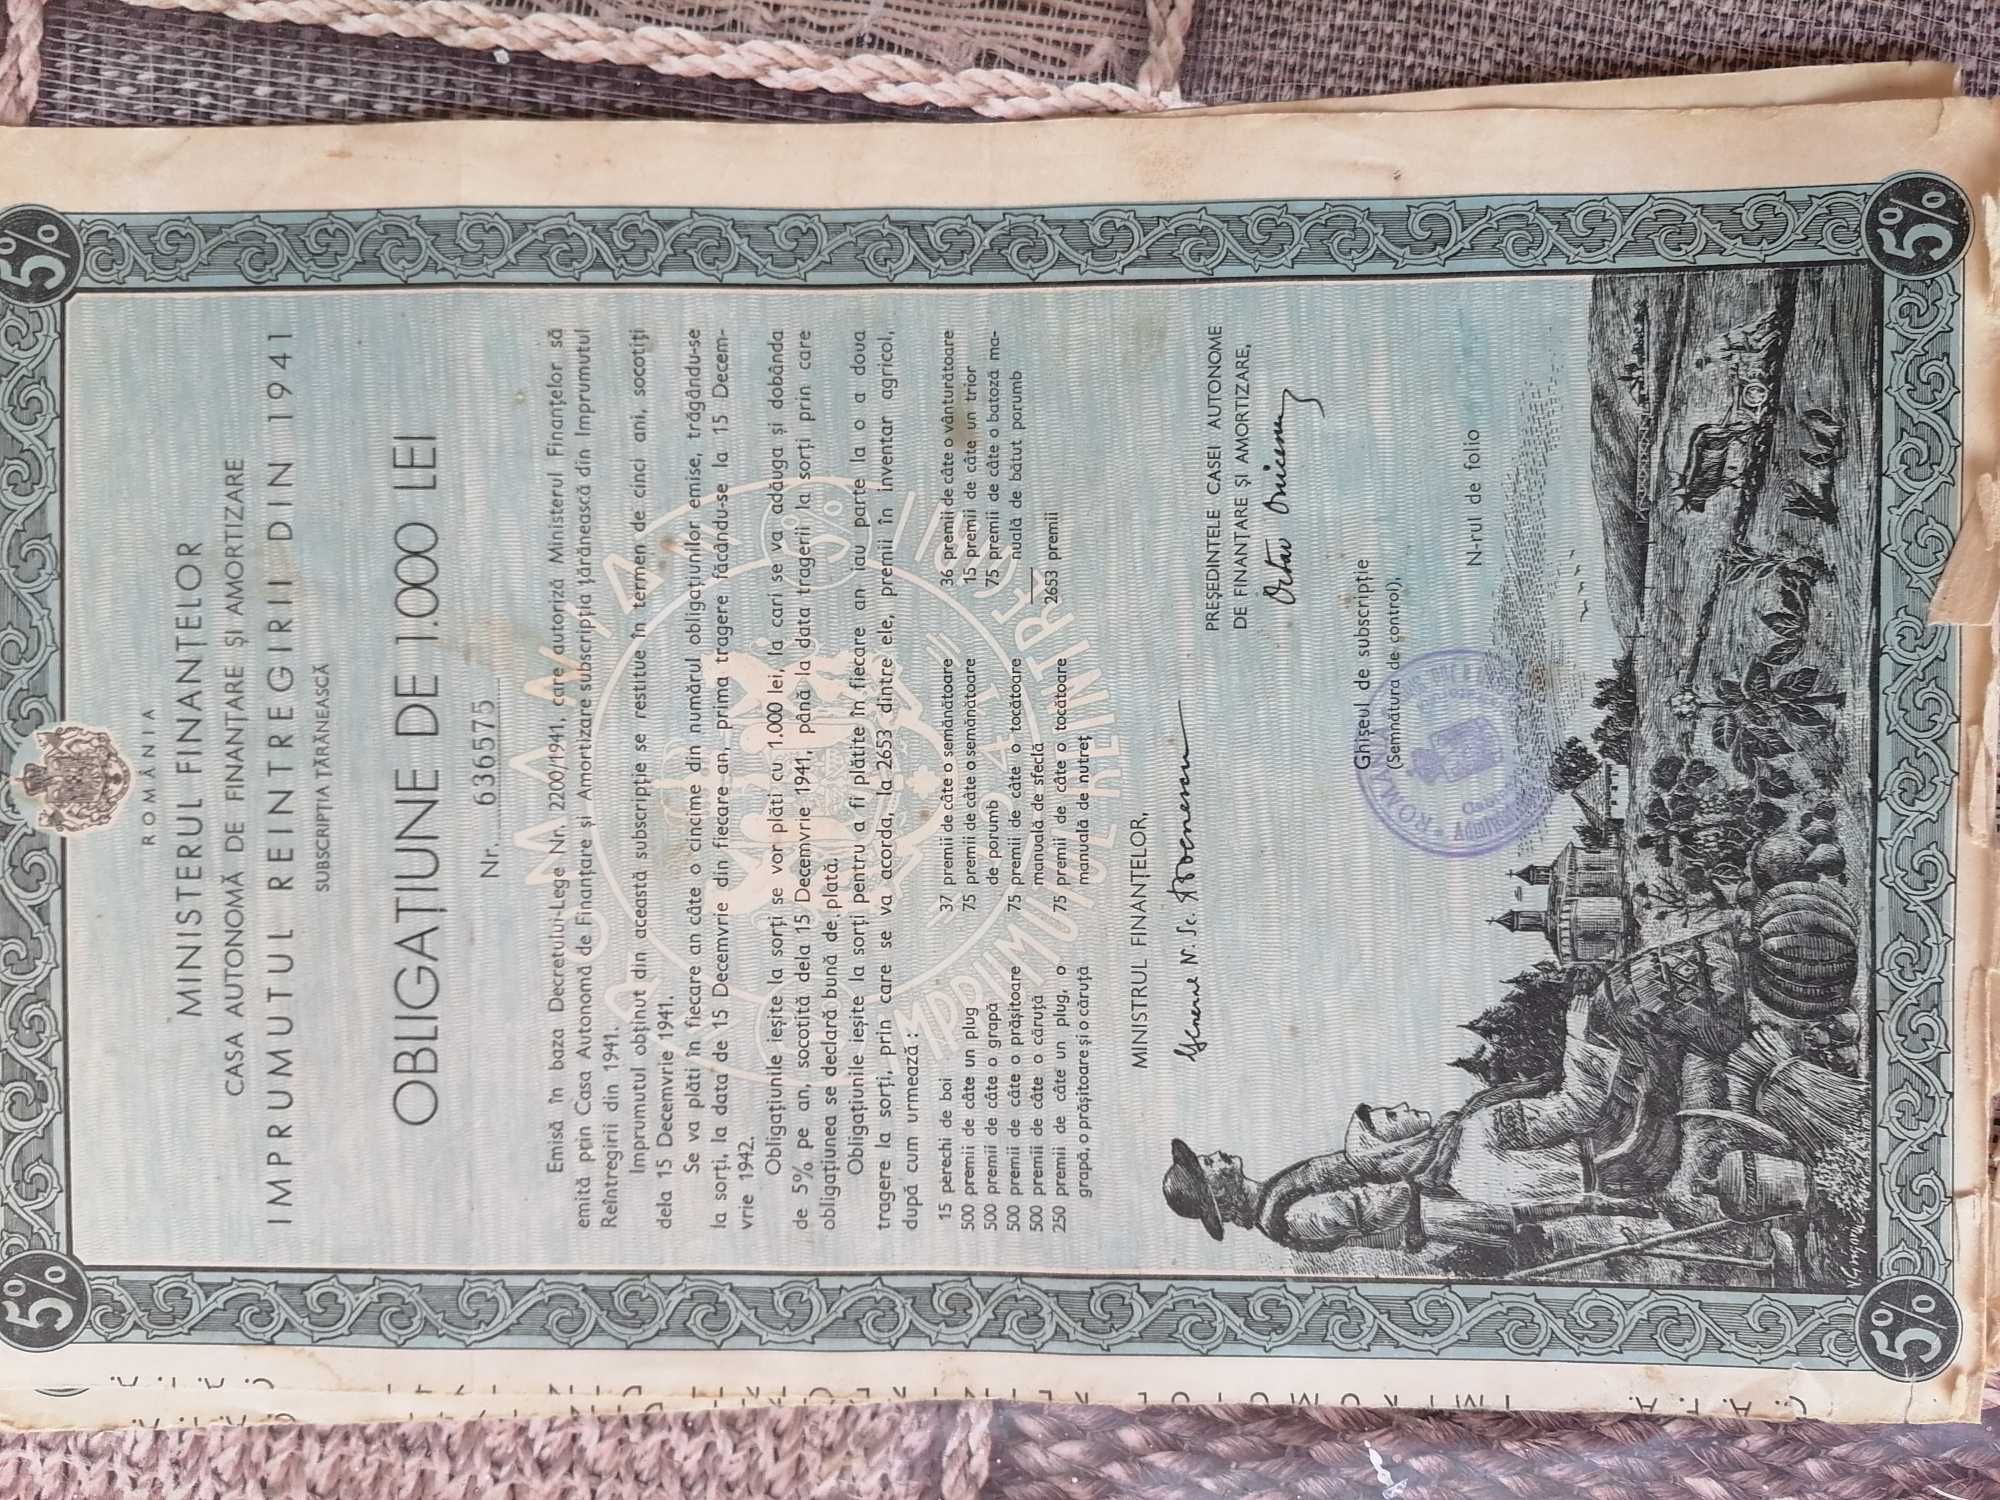 5%
5%
ROMÂNIA
MINISTERUL FINANȚELOR
CASA AUTONOMĂ DE FINANȚARE ȘI AMORTIZARE
IMPRUMUTUL REINTREGIRII DIN 1941
SUBSCRIPȚIA ȚĂRĂNEASCĂ
OBLIGAȚIUNE DE 1.000 LEI
Nr. 636575
Emisă în baza Decretului-Lege Nr. 2200/1941, care autoriză Ministerul Finanțelor să
emită prin Casa Autonomă de Finanțare și Amortizare subscripția țărănească din Imprumutul
Reîntregirii din 1941.
Imprumutul obținut din această subscripție se restitue în termen de cinci ani, socotiți
dela 15 Decemvrie 1941.
Se va plăti în fiecare an câte o cincime din numărul obligațiunilor emise, trăgându-se
la sorți, la data de 15 Decemvrie din fiecare an, prima tragere făcându-se la 15 Decem-
vrie 1942.
Obligațiunile ieșite la sorți se vor plăti cu 1.000 lei, la cari se va adăuga și dobânda
de 5% pe an, socotită dela 15 Decemvrie 1941, până la data tragerii la sorți prin care
obligațiunea se declară bună de plată.
Obligațiunile ieșite la sorți pentru a fi plătite în fiecare an iau parte la o a doua
tragere la sorți, prin care se va acorda, la 2653 dintre ele, premii în inventar agricol,
după cum urmează:
15 perechi de boi
500 premii de câte un plug
500 premii de câte o grapă
500 premii de câte o prășitoare
500 premii de câte o căruță
250 premii de câte un plug, o
grapă, o prășitoare și o căruță
37 premii de câte o semănătoare
75 premii de câte o semănătoare
de porumb
75 premii de câte o tocătoare
manuală de sfeclă
75 premii de câte o tocătoare
manuală de nutreț
36 premii de câte o vânturătoare
15 premii de câte un trior
75 premii de câte o batoză ma-
nuală de bătut porumb
2653 premii
ROMANIA
5%
1941
IMPRUMUTUL REINTREGIRII
MINISTRUL FINANȚELOR,
General N. Sc. Stoenescu
PREȘEDINTELE CASEI AUTONOME
DE FINANȚARE ȘI AMORTIZARE,
Octav
Ghișeul de subscripție
(Semnătura de control),
N-rul de folio
5%
5%
C. A. F. A.